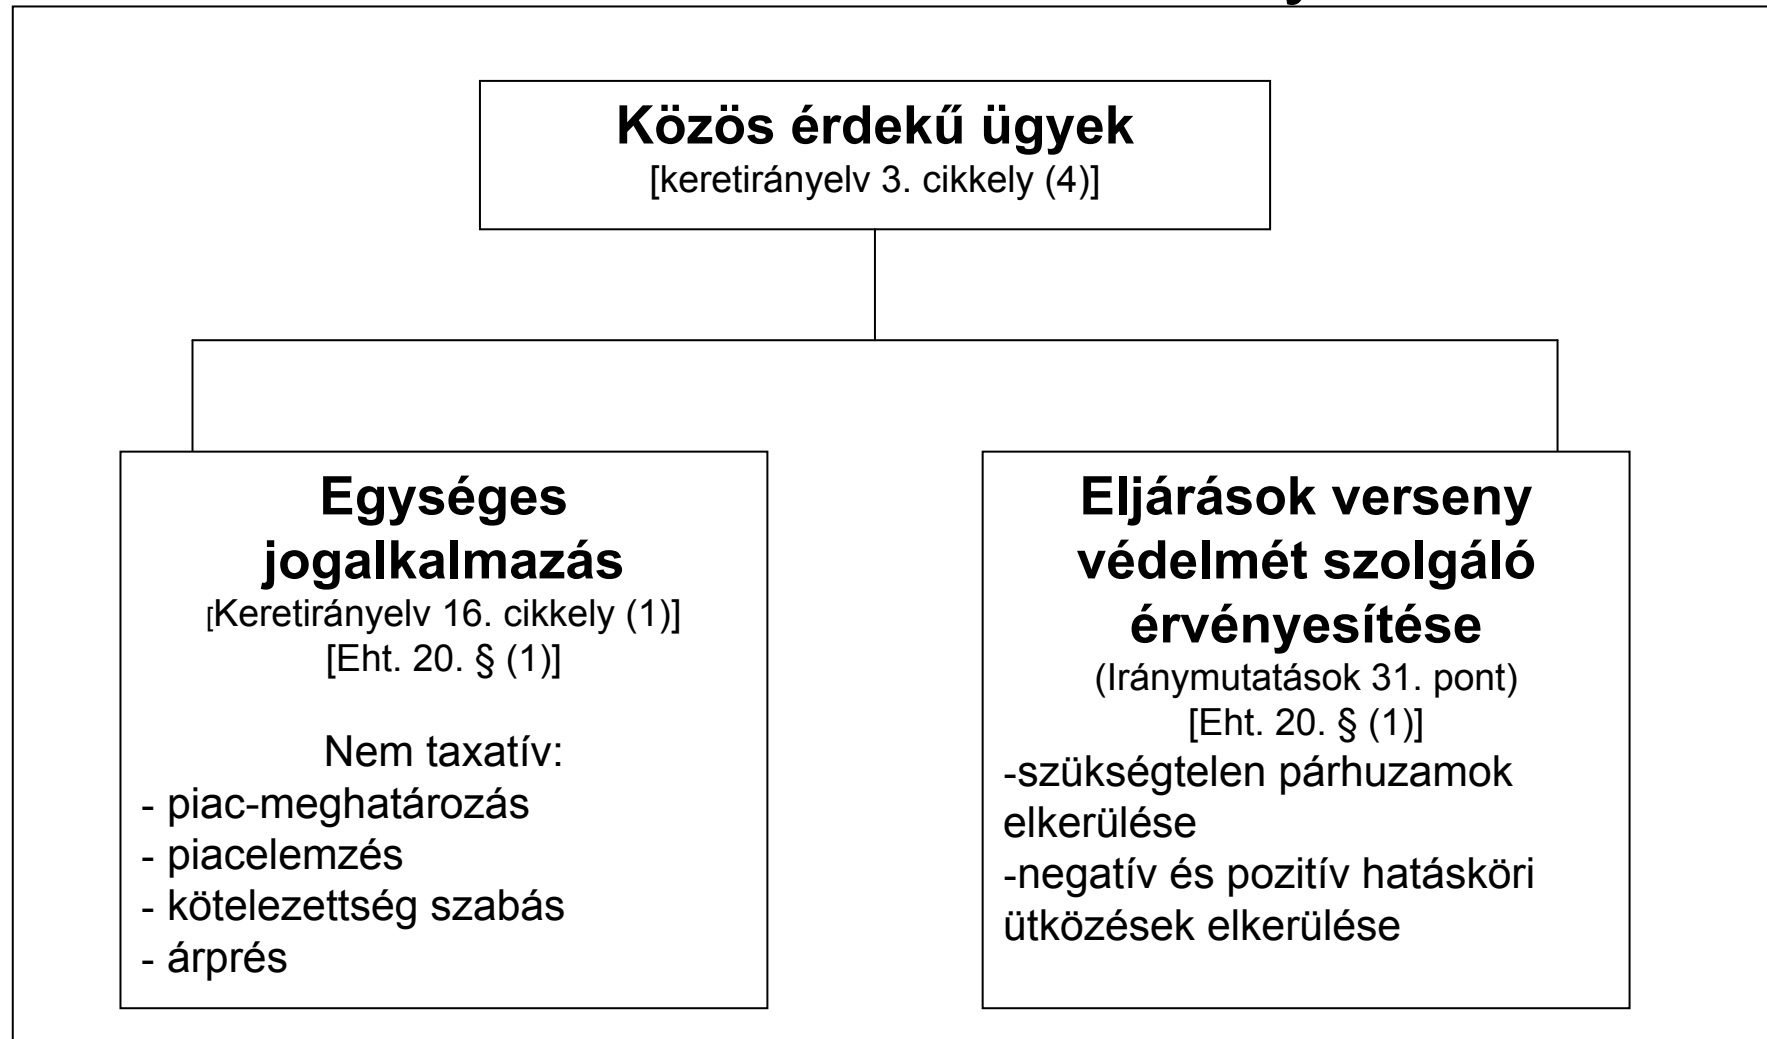 Közös érdekű ügyek
[keretirányelv 3. cikkely (4)]
Egységes
jogalkalmazás
[Keretirányelv 16. cikkely (1)]
[Eht. 20. § (1)]
Nem taxatív:
- piac-meghatározás
- piacelemzés
- kötelezettség szabás
- árprés
Eljárások verseny
védelmét szolgáló
érvényesítése
(Iránymutatások 31. pont)
[Eht. 20. § (1)]
-szükségtelen párhuzamok
elkerülése
-negatív és pozitív hatásköri
ütközések elkerülése